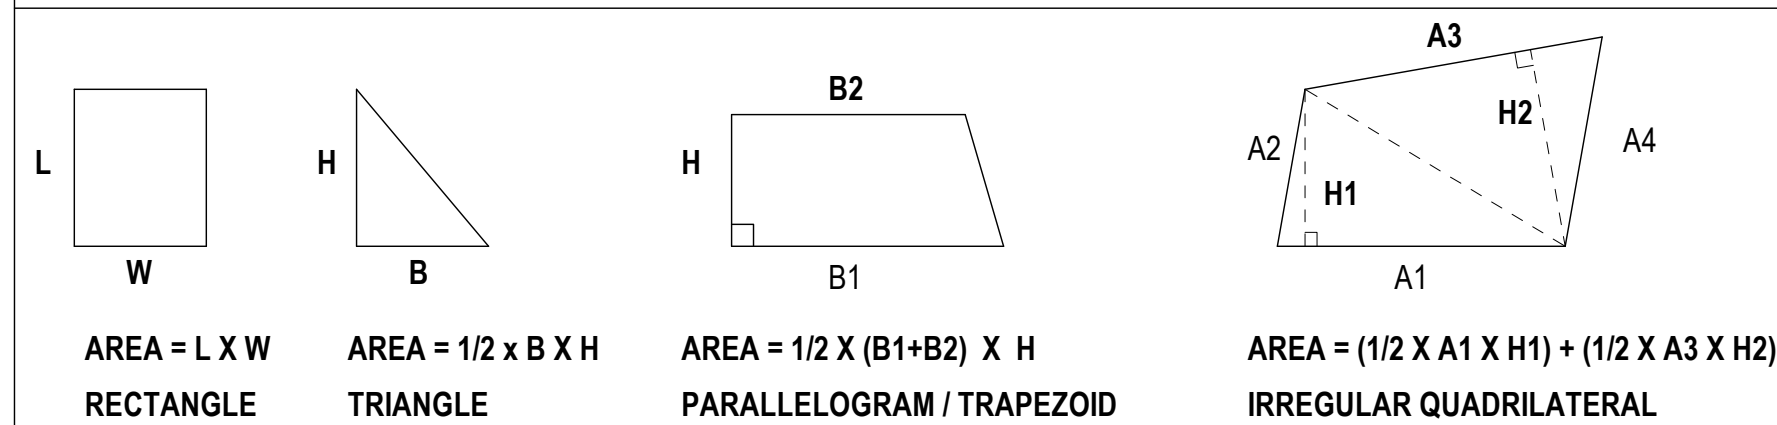 L
W
AREA = L X W
RECTANGLE
H
B
AREA = 1/2 x B X H
TRIANGLE
B2
H
B1
AREA = 1/2 X (B1+B2) X H
PARALLELOGRAM / TRAPEZOID
A3
H2
A2
A4
H1
A1
AREA = (1/2 X A1 X H1) + (1/2 X A3 X H2)
IRREGULAR QUADRILATERAL